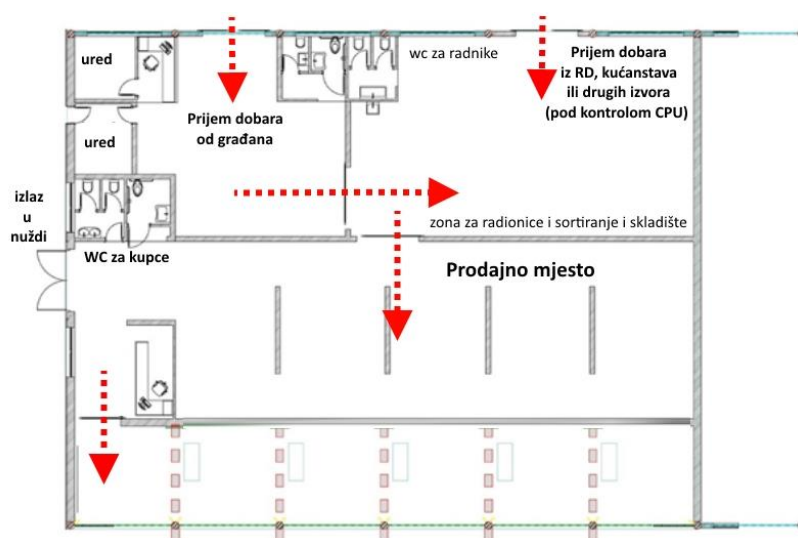 ured
Prijem dobara
od građana
wc za radnike
Prijem dobara
iz RD, kućanstava
ili drugih izvora
(pod kontrolom CPU)
ured
izlaz
u
nuždi
zona za radionice i sortiranje i skladište
WC za kupce
Prodajno mjesto